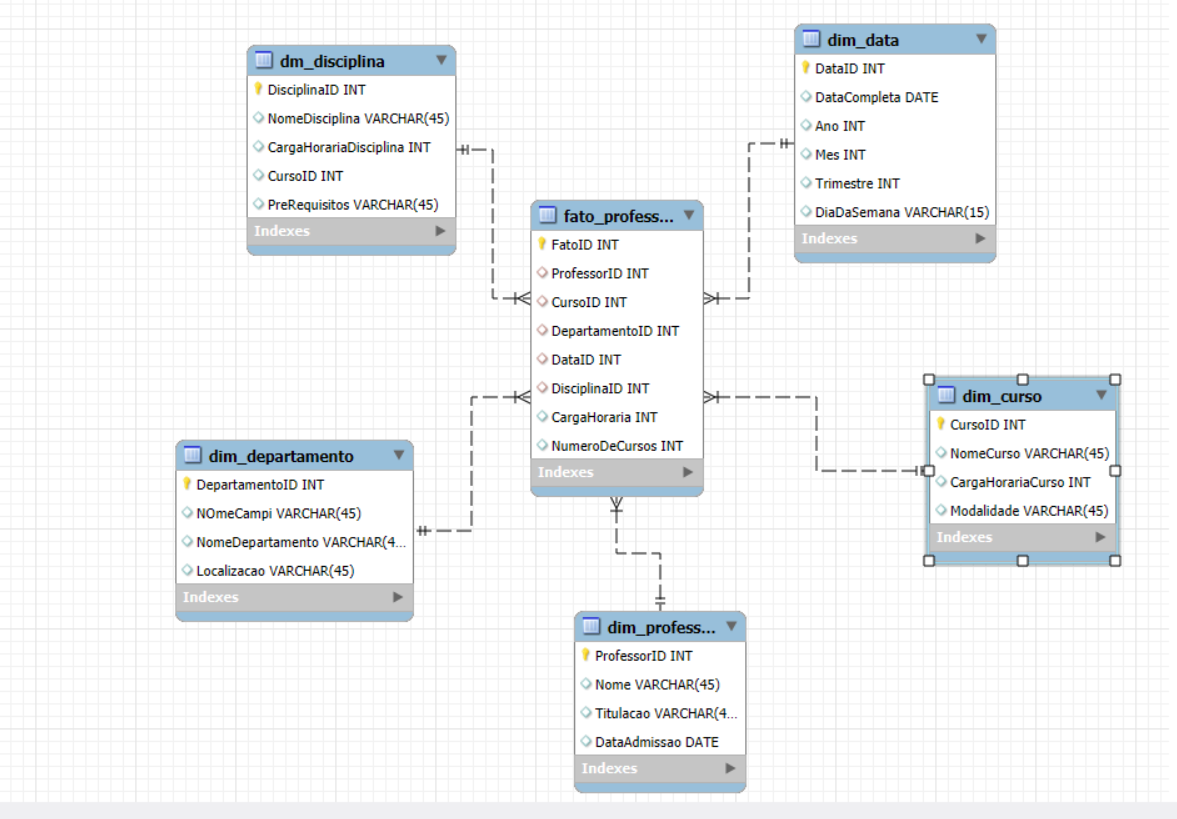 dm_disciplina
DisciplinaID INT
NomeDisciplina VARCHAR(45)
CargaHorariaDisciplina INT
CursoID INT
PreRequisitos VARCHAR(45)
Indexes
dim_data
DataID INT
DataCompleta DATE
Ano INT
Mes INT
Trimestre INT
DiaDaSemana VARCHAR(15)
Indexes
fato_profess...
FatoID INT
ProfessorID INT
CursoID INT
DepartamentoID INT
DataID INT
DisciplinaID INT
CargaHoraria INT
NumeroDeCursos INT
Indexes
dim_curso
CursoID INT
NomeCurso VARCHAR(45)
CargaHorariaCurso INT
Modalidade VARCHAR(45)
Indexes
dim_departamento
DepartamentoID INT
NOmeCampi VARCHAR(45)
NomeDepartamento VARCHAR(4...
Localizacao VARCHAR(45)
Indexes
dim_profess...
ProfessorID INT
Nome VARCHAR(45)
Titulacao VARCHAR(4...
DataAdmissao DATE
Indexes